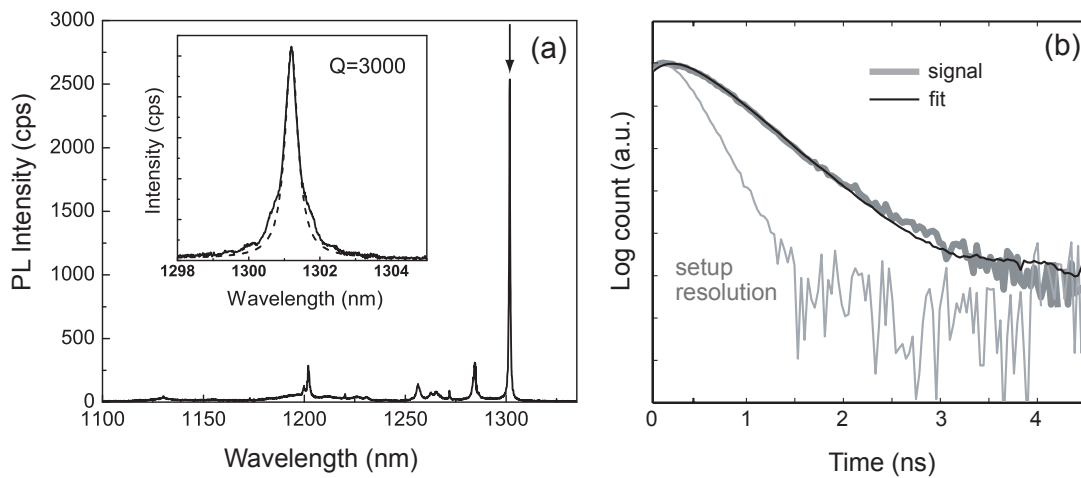 3000
2500
2000
1500
1000
500
0
PL Intensity (cps)
1100
1150
1200
1250
1300
Wavelength (nm)
(a)
Q=3000
Intensity (cps)
1298
1300
1302
1304
Wavelength (nm)
(b)
signal
fit
setup
resolution
Log count (a.u.)
0
1
2
3
4
Time (ns)